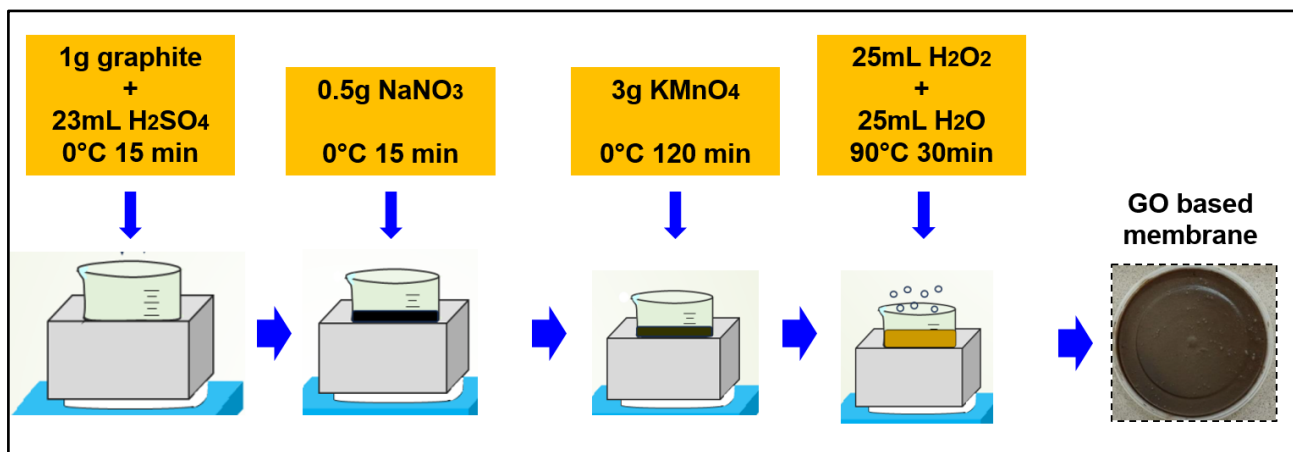 1g graphite
+
23mL H2SO4
0°C 15 min
0.5g NaNO3
0°C 15 min
3g KMnO4
0°C 120 min
25mL H2O2
+
25mL H2O
90°C 30min
GO based
membrane